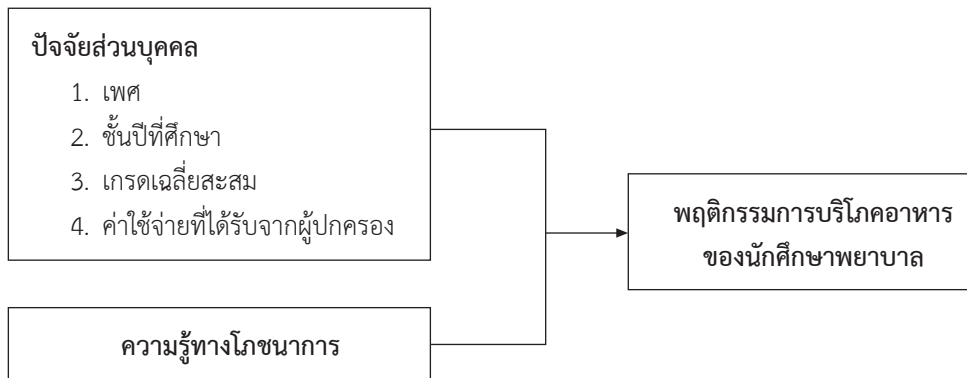 ปัจจัยส่วนบุคคล
1. เพศ
2. ชั้นปีที่ศึกษา
3. เกรดเฉลี่ยสะสม
4. ค่าใช้จ่ายที่ได้รับจากผู้ปกครอง
พฤติกรรมการบริโภคอาหาร
ของนักศึกษาพยาบาล
ความรู้ทางโภชนาการ